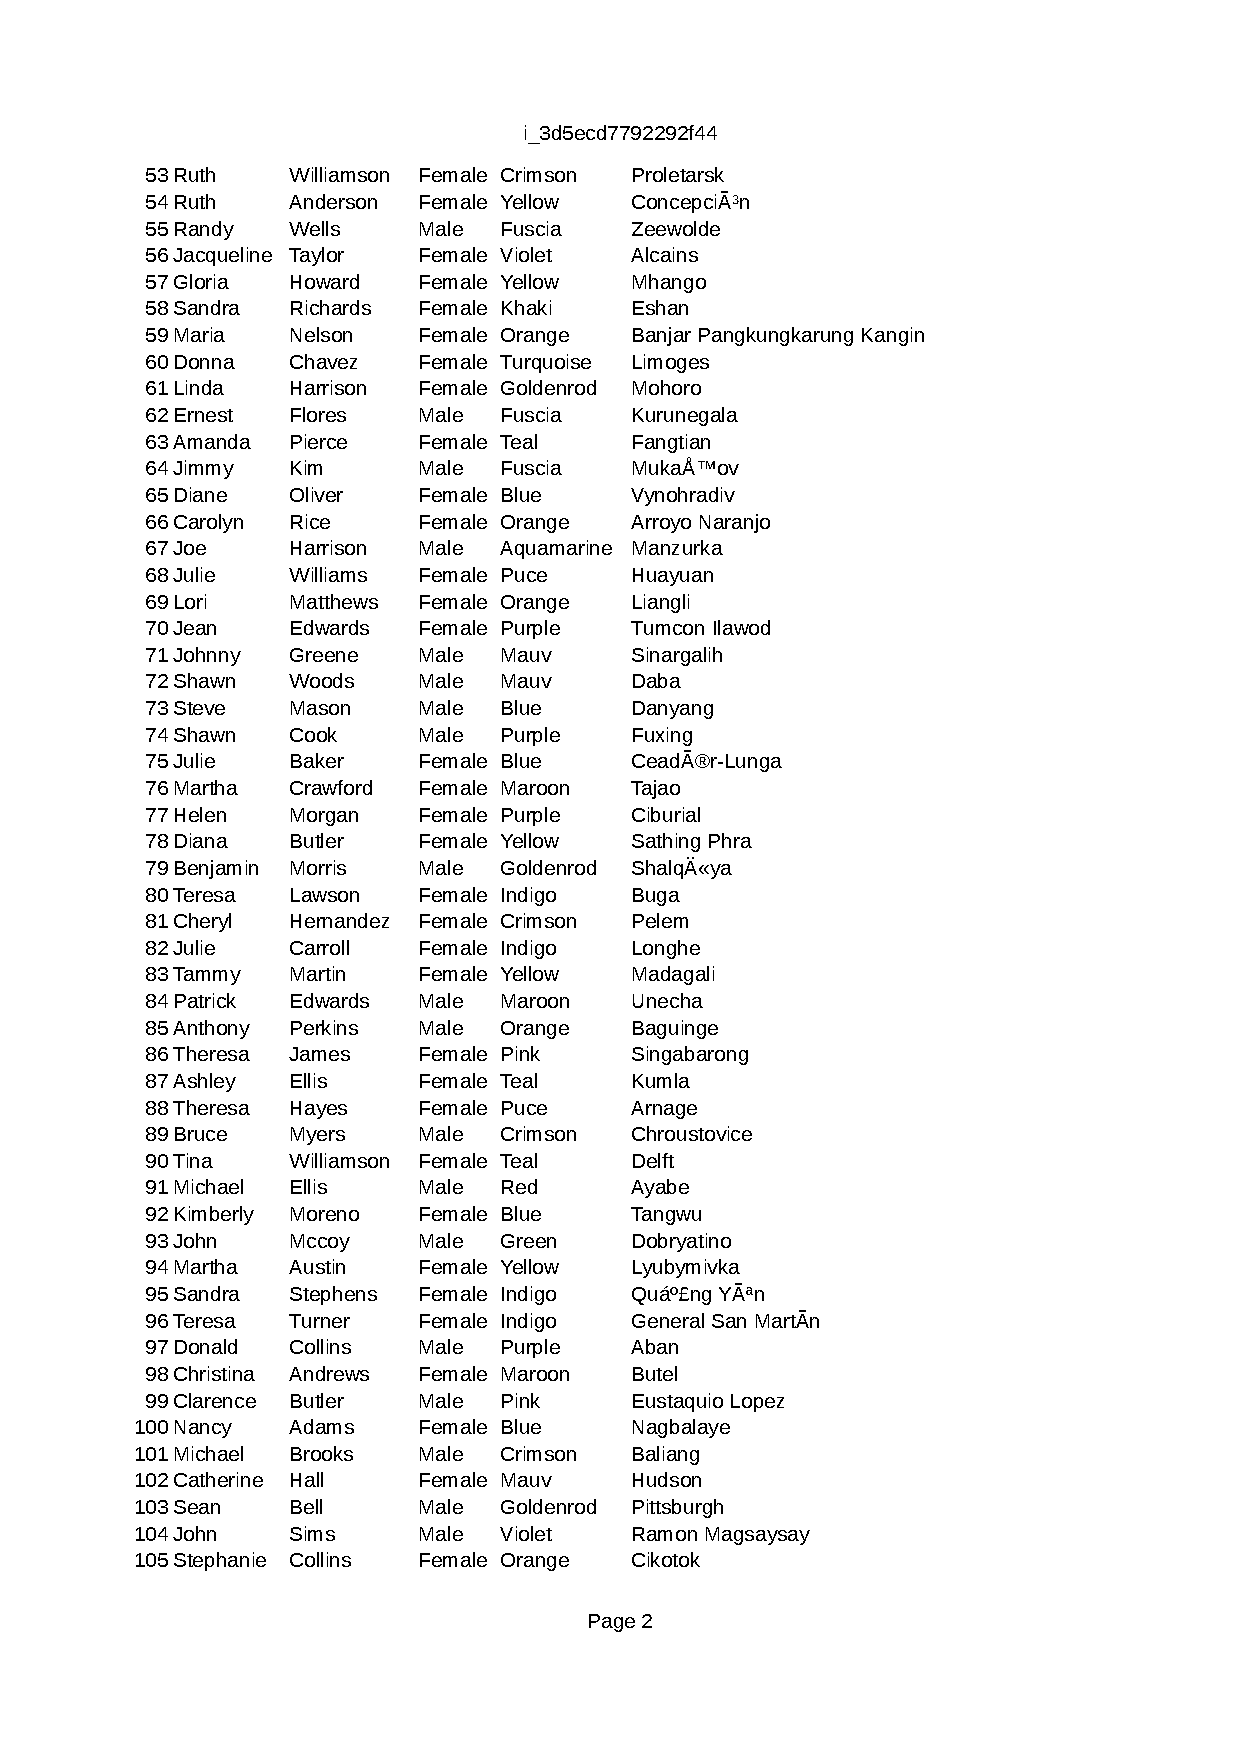 i_3d5ecd7792292f44
53 Ruth Williamson Female Crimson Proletarsk
54 Ruth Anderson Female Yellow ConcepciÃ³n
55 Randy Wells Male Fuscia Zeewolde
56 Jacqueline Taylor Female Violet Alcains
57 Gloria Howard Female Yellow Mhango
58 Sandra Richards Female Khaki Eshan
59 Maria Nelson Female Orange Banjar Pangkungkarung Kangin
60 Donna Chavez Female Turquoise Limoges
61 Linda Harrison Female Goldenrod Mohoro
62 Ernest Flores Male Fuscia Kurunegala
63 Amanda Pierce Female Teal Fangtian
64 Jimmy Kim Male Fuscia MukaÅ™ov
65 Diane Oliver Female Blue Vynohradiv
66 Carolyn Rice Female Orange Arroyo Naranjo
67 Joe Harrison Male Aquamarine Manzurka
68 Julie Williams Female Puce Huayuan
69 Lori Matthews Female Orange Liangli
70 Jean Edwards Female Purple Tumcon Ilawod
71 Johnny Greene Male Mauv Sinargalih
72 Shawn Woods Male Mauv Daba
73 Steve Mason Male Blue Danyang
74 Shawn Cook Male Purple Fuxing
75 Julie Baker Female Blue CeadÃ®r-Lunga
76 Martha Crawford Female Maroon Tajao
77 Helen Morgan Female Purple Ciburial
78 Diana Butler Female Yellow Sathing Phra
79 Benjamin Morris Male Goldenrod ShalqÄ«ya
80 Teresa Lawson Female Indigo Buga
81 Cheryl Hernandez Female Crimson Pelem
82 Julie Carroll Female Indigo Longhe
83 Tammy Martin Female Yellow Madagali
84 Patrick Edwards Male Maroon Unecha
85 Anthony Perkins Male Orange Baguinge
86 Theresa James Female Pink Singabarong
87 Ashley Ellis Female Teal Kumla
88 Theresa Hayes Female Puce Arnage
89 Bruce Myers Male Crimson Chroustovice
90 Tina Williamson Female Teal Delft
91 Michael Ellis Male Red Ayabe
92 Kimberly Moreno Female Blue Tangwu
93 John Mccoy Male Green Dobryatino
94 Martha Austin Female Yellow Lyubymivka
95 Sandra Stephens Female Indigo Quáº£ng YÃªn
96 Teresa Turner Female Indigo General San MartÃn
97 Donald Collins Male Purple Aban
98 Christina Andrews Female Maroon Butel
99 Clarence Butler Male Pink Eustaquio Lopez
100 Nancy Adams Female Blue Nagbalaye
101 Michael Brooks Male Crimson Baliang
102 Catherine Hall Female Mauv Hudson
103 Sean Bell Male Goldenrod Pittsburgh
104 John Sims Male Violet Ramon Magsaysay
105 Stephanie Collins Female Orange Cikotok
Page 2